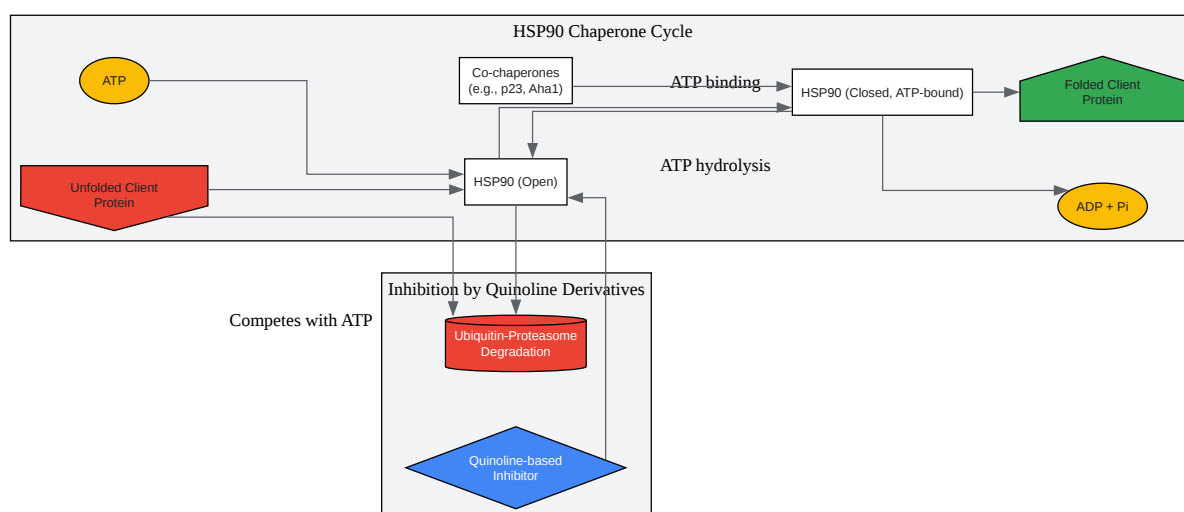 HSP90 Chaperone Cycle
ATP
Co-chaperones
(e.g., p23, Aha1)
ATP binding
HSP90 (Closed, ATP-bound)
Folded Client
Protein
ATP hydrolysis
HSP90 (Open)
Unfolded Client
Protein
ADP + Pi
Inhibition by Quinoline Derivatives
Competes with ATP
Ubiquitin-Proteasome
Degradation
Quinoline-based
Inhibitor